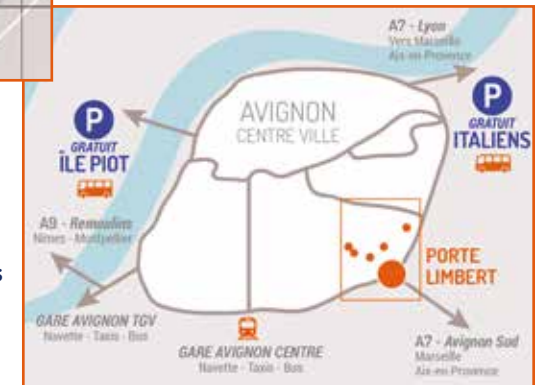 A7 - Lyon
Vers Marseille
Aix-en-Provence
P
GRATUIT
ÎLE PIOT
AVIGNON
CENTRE VILLE
P
GRATUIT
ITALIENS
A9 - Remoulins
Nîmes - Montpellier
s
PORTE
LIMBERT
GARE AVIGNON TGV
Navette - Taxis - Bus
GARE AVIGNON CENTRE
Navette - Taxis - Bus
A7 - Avignon Sud
Marseille
Aix-en-Provence